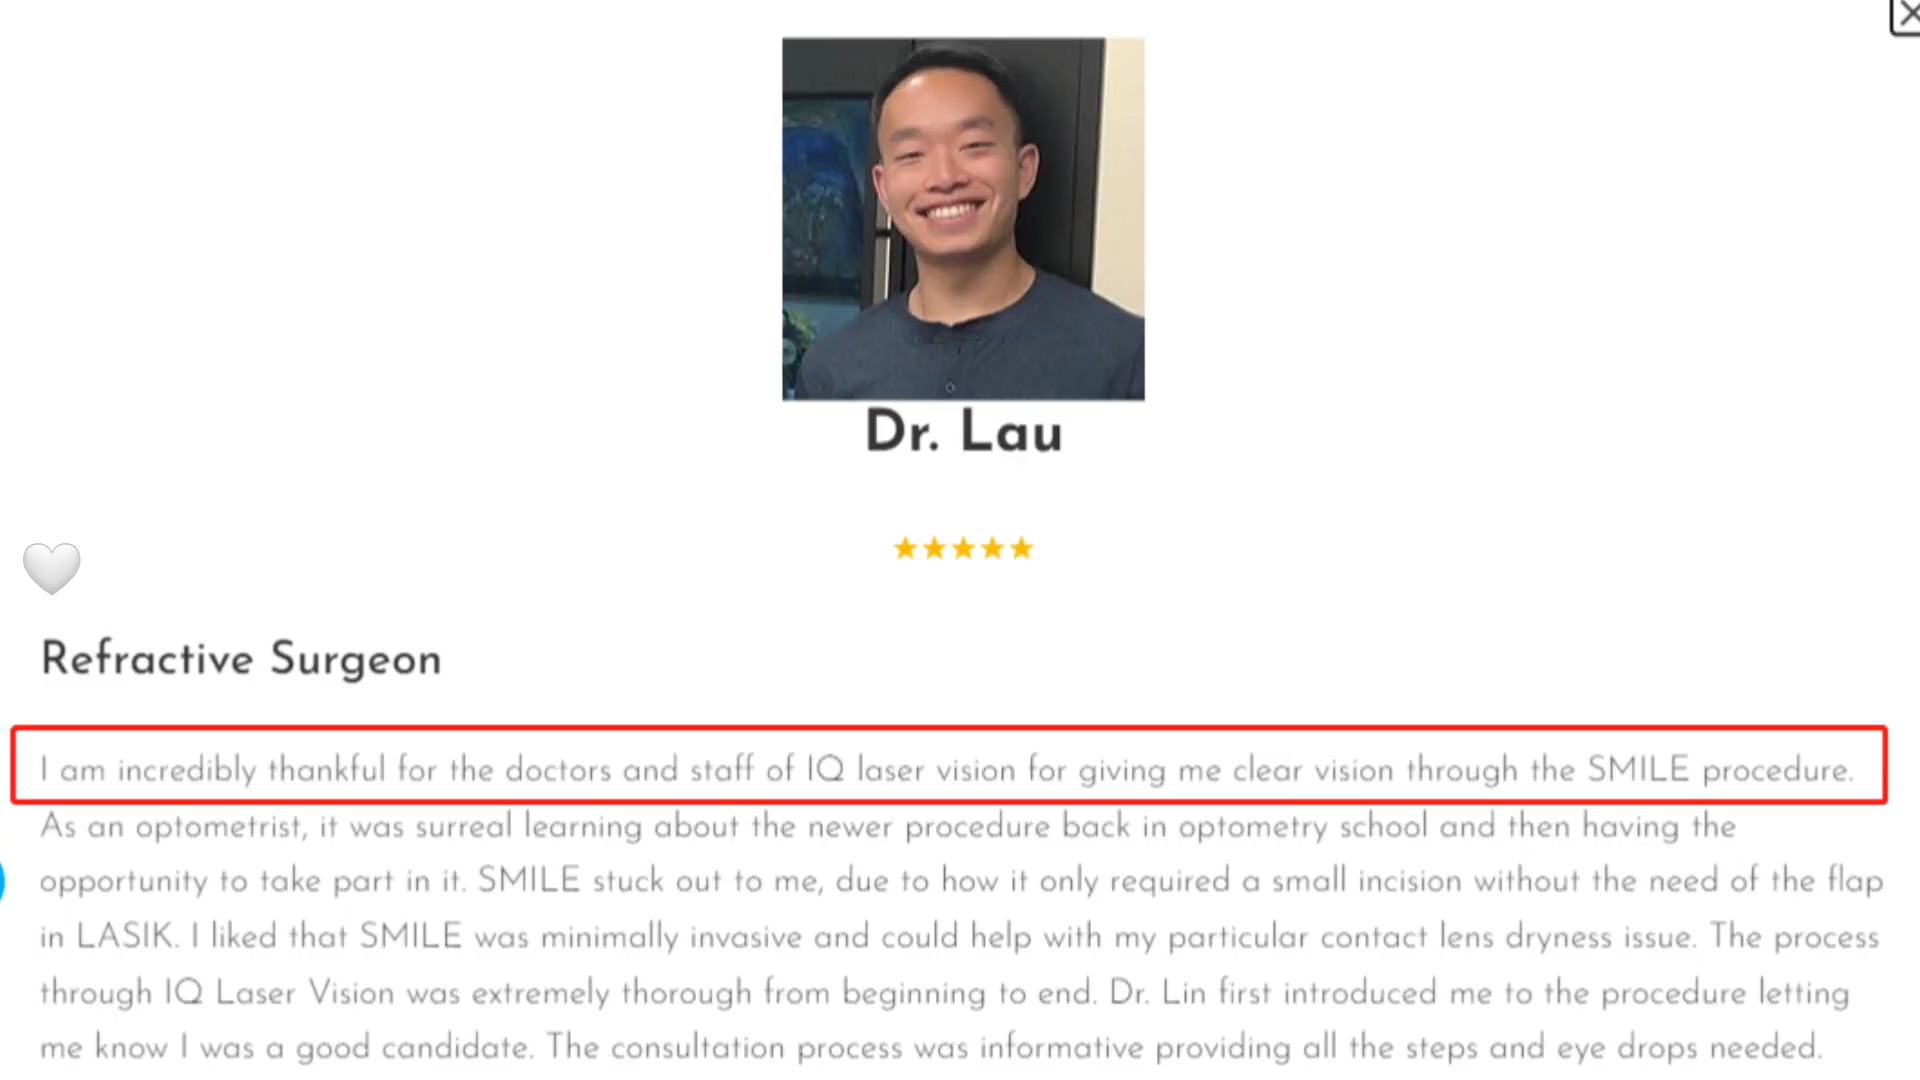 Dr. Lau
Refractive Surgeon
I am incredibly thankful for the doctors and staff of IQ laser vision for giving me clear vision through the SMILE procedure.
As an optometrist, it was surreal learning about the newer procedure back in optometry school and then having the
opportunity to take part in it. SMILE stuck out to me, due to how it only required a small incision without the need of the flap
in LASIK. I liked that SMILE was minimally invasive and could help with my particular contact lens dryness issue. The process
through IQ Laser Vision was extremely thorough from beginning to end. Dr. Lin first introduced me to the procedure letting
me know I was a good candidate. The consultation process was informative providing all the steps and eye drops needed.